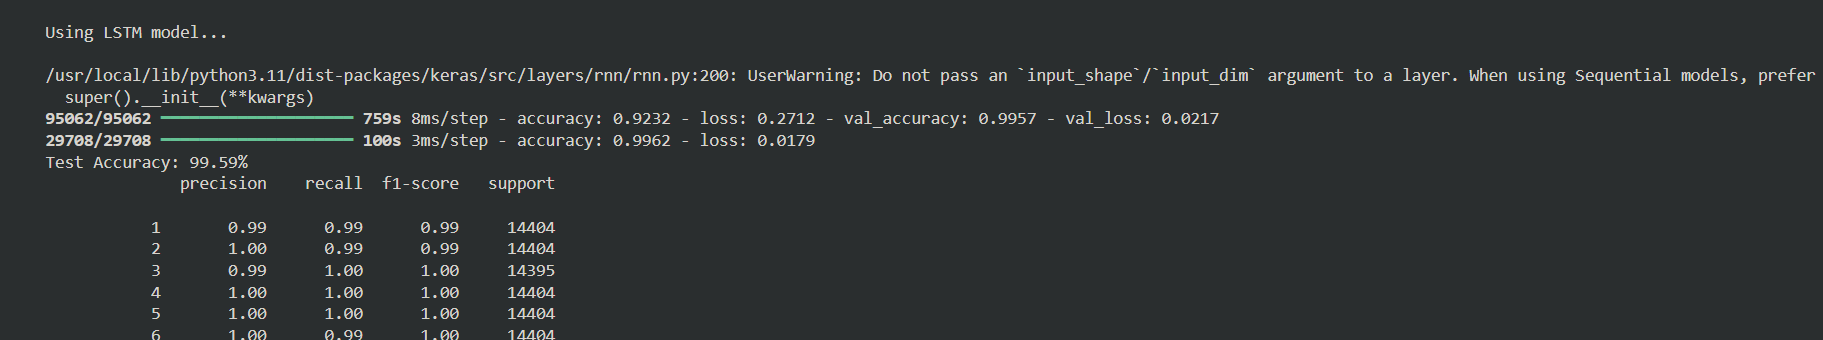 Using LSTM model...
/usr/local/lib/python3.11/dist-packages/keras/src/layers/rnn/rnn.py:200: UserWarning: Do not pass an `input_shape`/`input_dim` argument to a layer. When using Sequential models, prefer
super().__init__(**kwargs)
95062/95062 ━━━━━━━━━━━━━━━━━━━━ 759s 8ms/step - accuracy: 0.9232 - loss: 0.2712 - val_accuracy: 0.9957 - val_loss: 0.0217
29708/29708 ━━━━━━━━━━━━━━━━━━━━ 100s 3ms/step - accuracy: 0.9962 - loss: 0.0179
Test Accuracy: 99.59%
precision recall f1-score support
1 0.99 0.99 0.99 14404
2 1.00 0.99 0.99 14404
3 0.99 1.00 1.00 14395
4 1.00 1.00 1.00 14404
5 1.00 1.00 1.00 14404
6 1.00 0.99 1.00 14404